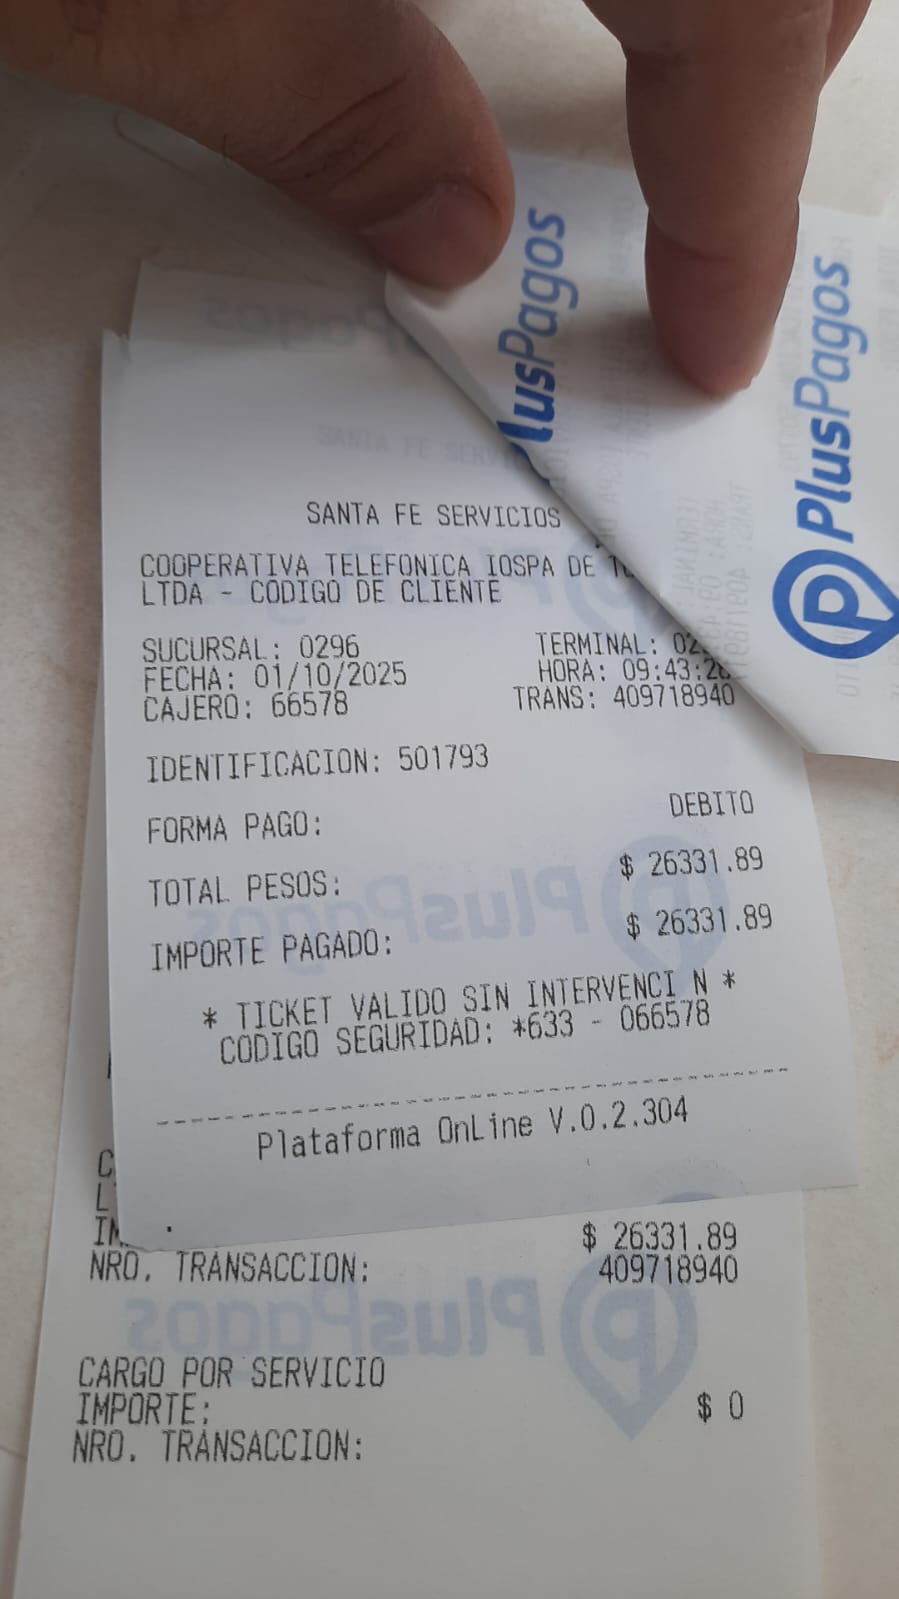 PlusPagos
PlusPagos
SANTA FE SERVICIOS
COOPERATIVA TELEFONICA IOSPA DE
LTDA - CODIGO DE CLIENTE
SUCURSAL: 0296 TERMINAL:
FECHA: 01/10/2025 HORA: 09:43:2
CAJERO: 66578 TRANS: 409718940
IDENTIFICACION: 501793
FORMA PAGO: DEBITO
TOTAL PESOS: $ 26331.89
IMPORTE PAGADO: $ 26331.89
* TICKET VALIDO SIN INTERVENCI N *
CODIGO SEGURIDAD: *633 - 066578
Plataforma OnLine V.0.2.304
$ 26331.89
NRO. TRANSACCION: 409718940
CARGO POR SERVICIO
IMPORTE: $ 0
NRO. TRANSACCION: